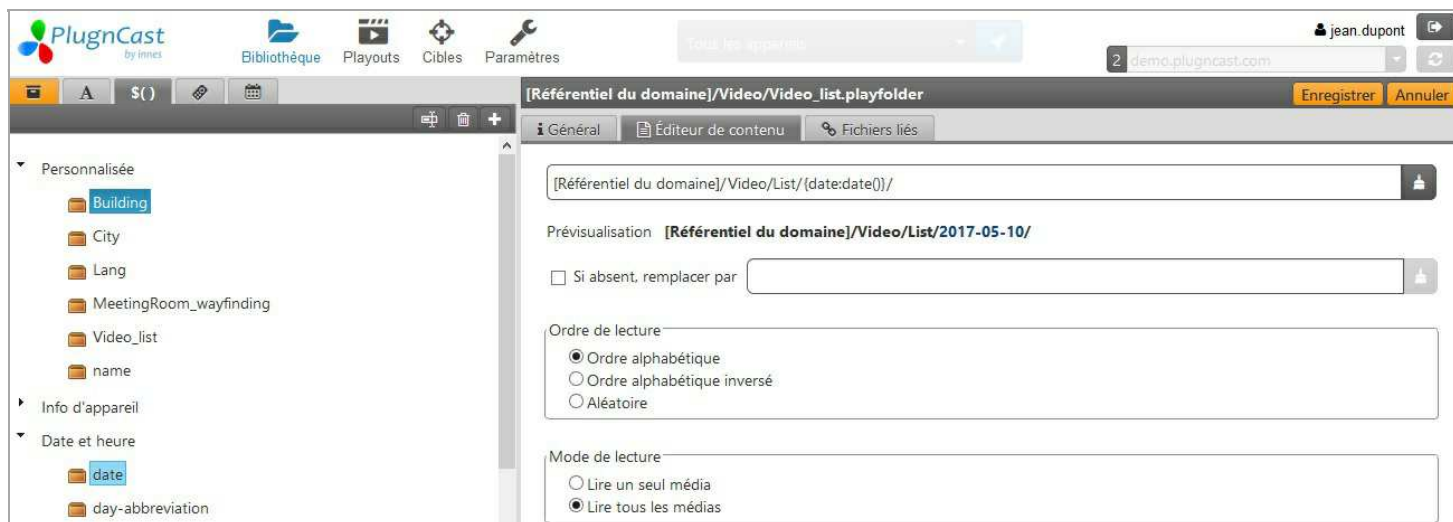 PlugnCast
by innes
Bibliothèque
Playouts
Cibles
Paramètres
Tous les appareils
jean.dupont
2 demo.plugncast.com
A
$( )
[Référentiel du domaine]/Video/Video_list.playfolder
Enregistrer
Annuler
Général
Éditeur de contenu
Fichiers liés
Personnalisée
Building
City
Lang
MeetingRoom_wayfinding
Video_list
name
Info d'appareil
Date et heure
date
day-abbreviation
[Référentiel du domaine]/Video/List/{date:date()}/
Prévisualisation [Référentiel du domaine]/Video/List/2017-05-10/
Si absent, remplacer par
Ordre de lecture
Ordre alphabétique
Ordre alphabétique inversé
Aléatoire
Mode de lecture
Lire un seul média
Lire tous les médias